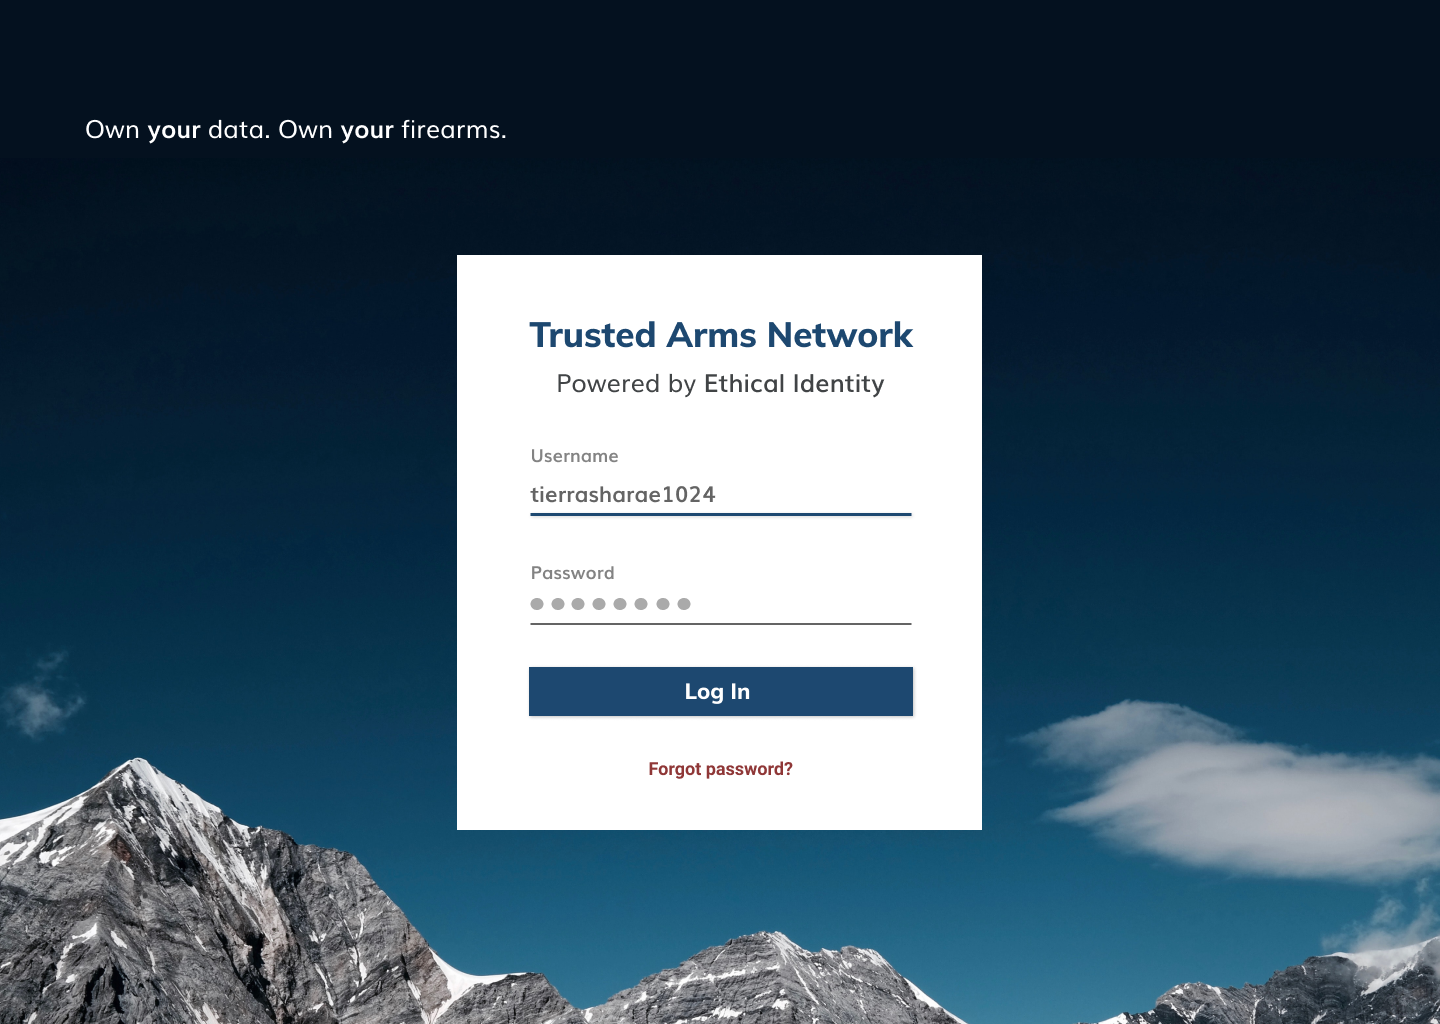 Own your data. Own your firearms.
Trusted Arms Network
Powered by Ethical Identity
Username
tierrasharae1024
Password
Log In
Forgot password?